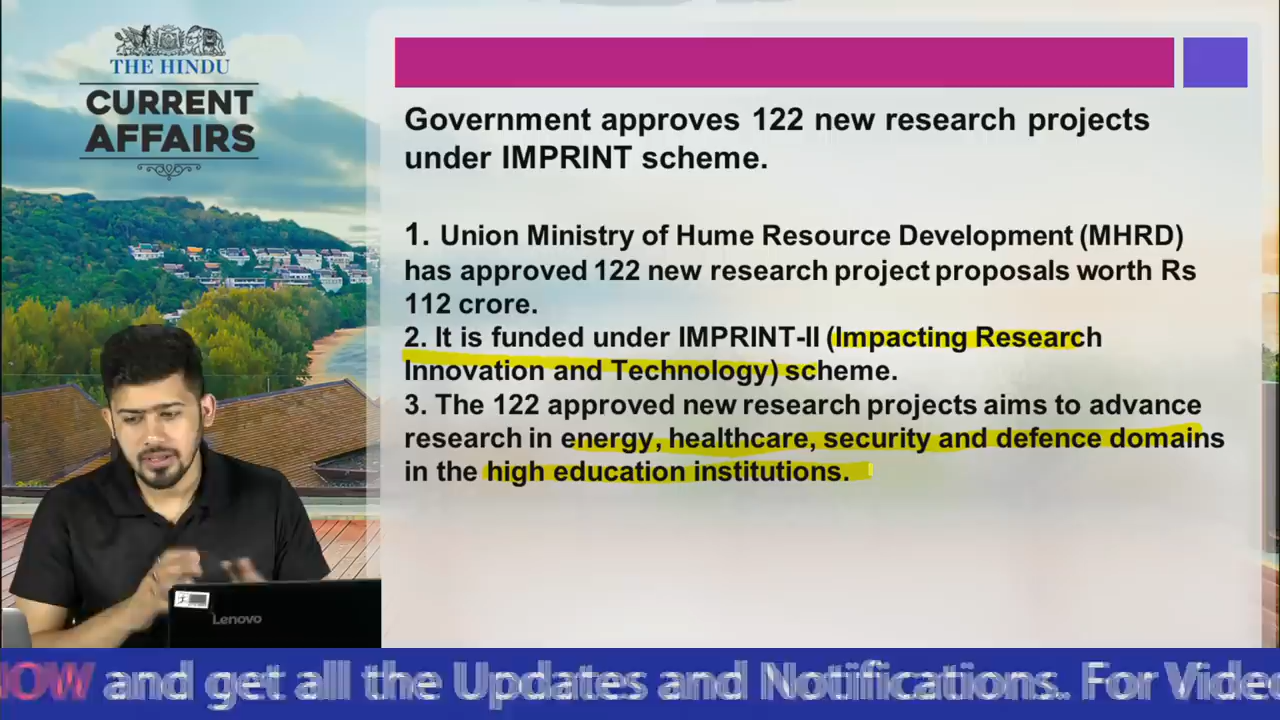 THE HINDU
CURRENT
AFFAIRS
Government approves 122 new research projects
under IMPRINT scheme.
1. Union Ministry of Hume Resource Development (MHRD)
has approved 122 new research project proposals worth Rs
112 crore.
2. It is funded under IMPRINT-II (Impacting Research
Innovation and Technology) scheme.
3. The 122 approved new research projects aims to advance
research in energy, healthcare, security and defence domains
in the high education institutions.
Lenovo
NOW and get all the Updates and Notifications. For Vide